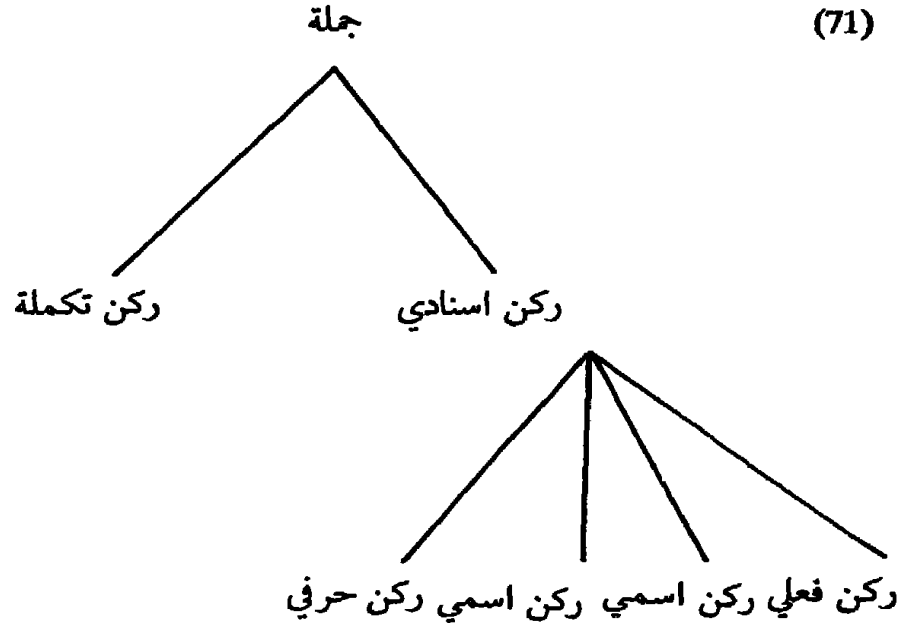 (71)
جملة
ركن اسنادي ركن تكملة
ركن فعلي ركن اسمي ركن اسمي ركن حرفي